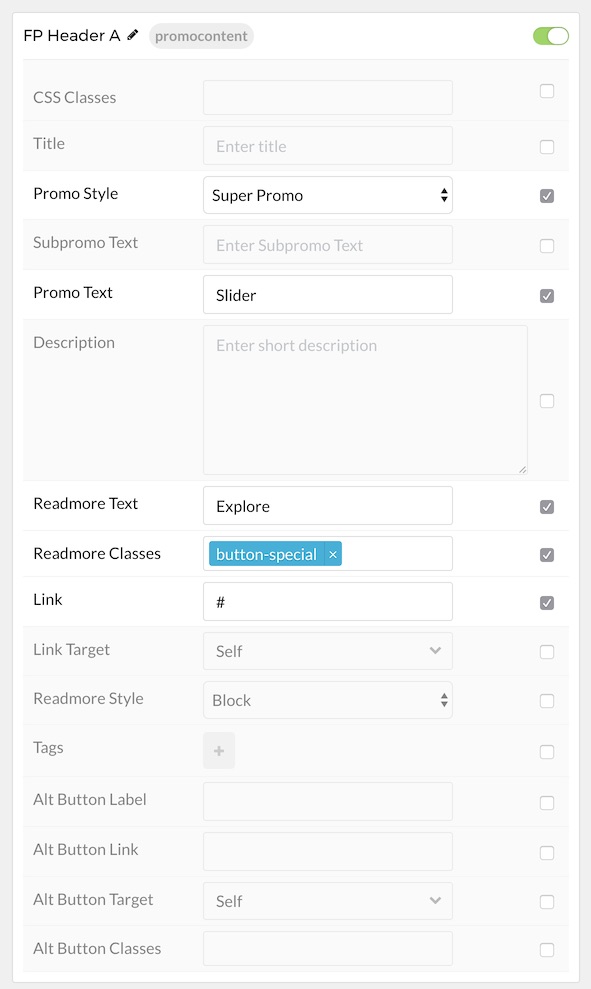 FP Header A promocontent
CSS Classes
Title Enter title
Promo Style Super Promo
Subpromo Text Enter Subpromo Text
Promo Text Slider
Description Enter short description
Readmore Text Explore
Readmore Classes button-special ×
Link #
Link Target Self
Readmore Style Block
Tags +
Alt Button Label
Alt Button Link
Alt Button Target Self
Alt Button Classes